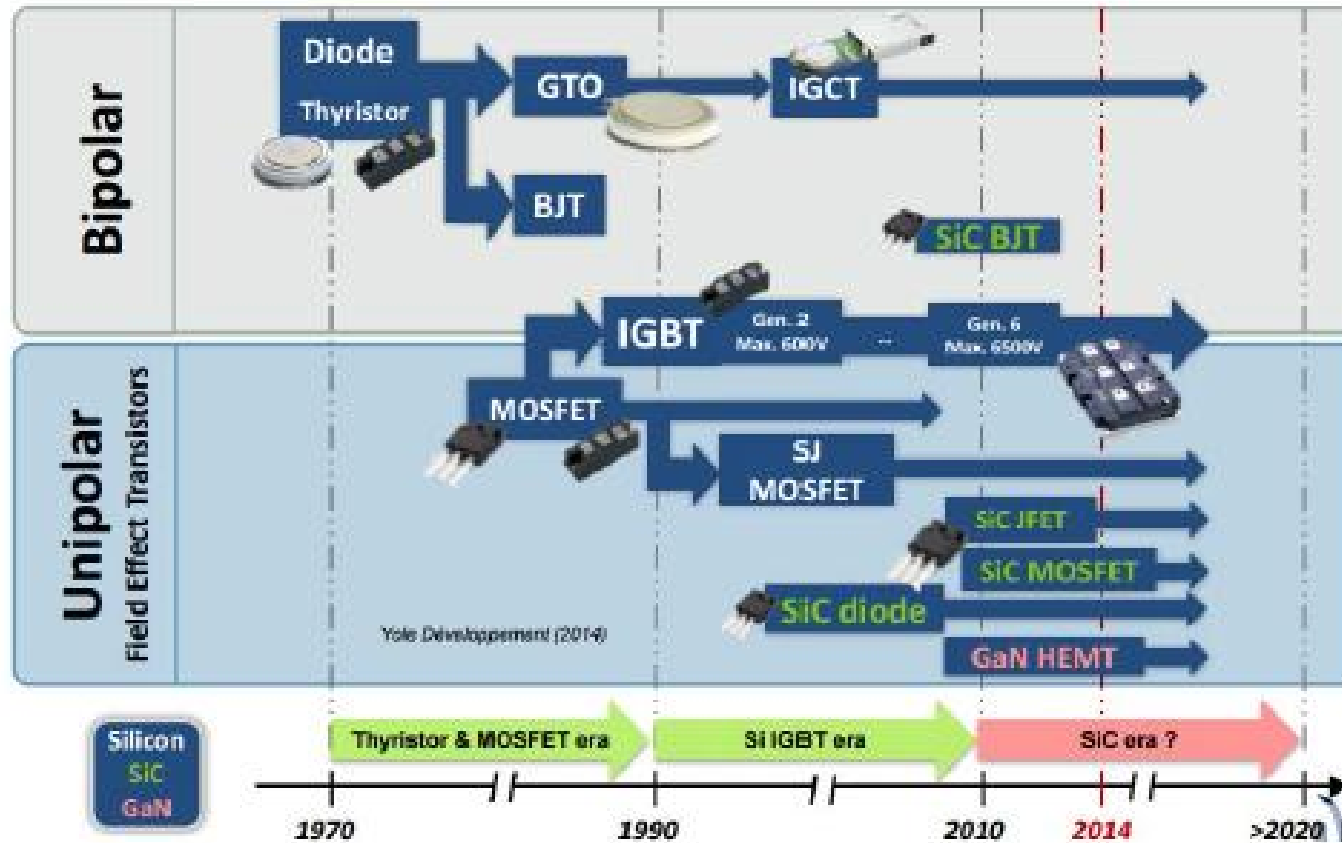 Bipolar
Diode
Thyristor
GTO
IGCT
BJT
SiC BJT
IGBT
Gen. 2
Max. 600V
...
Gen. 6
Max. 6500V
Unipolar
Field Effect Transistors
MOSFET
SJ
MOSFET
SiC JFET
SiC MOSFET
SiC diode
GaN HEMT
Yole Développement (2014)
Silicon
SiC
GaN
Thyristor & MOSFET era
Si IGBT era
SiC era ?
1970
1990
2010
2014
>2020